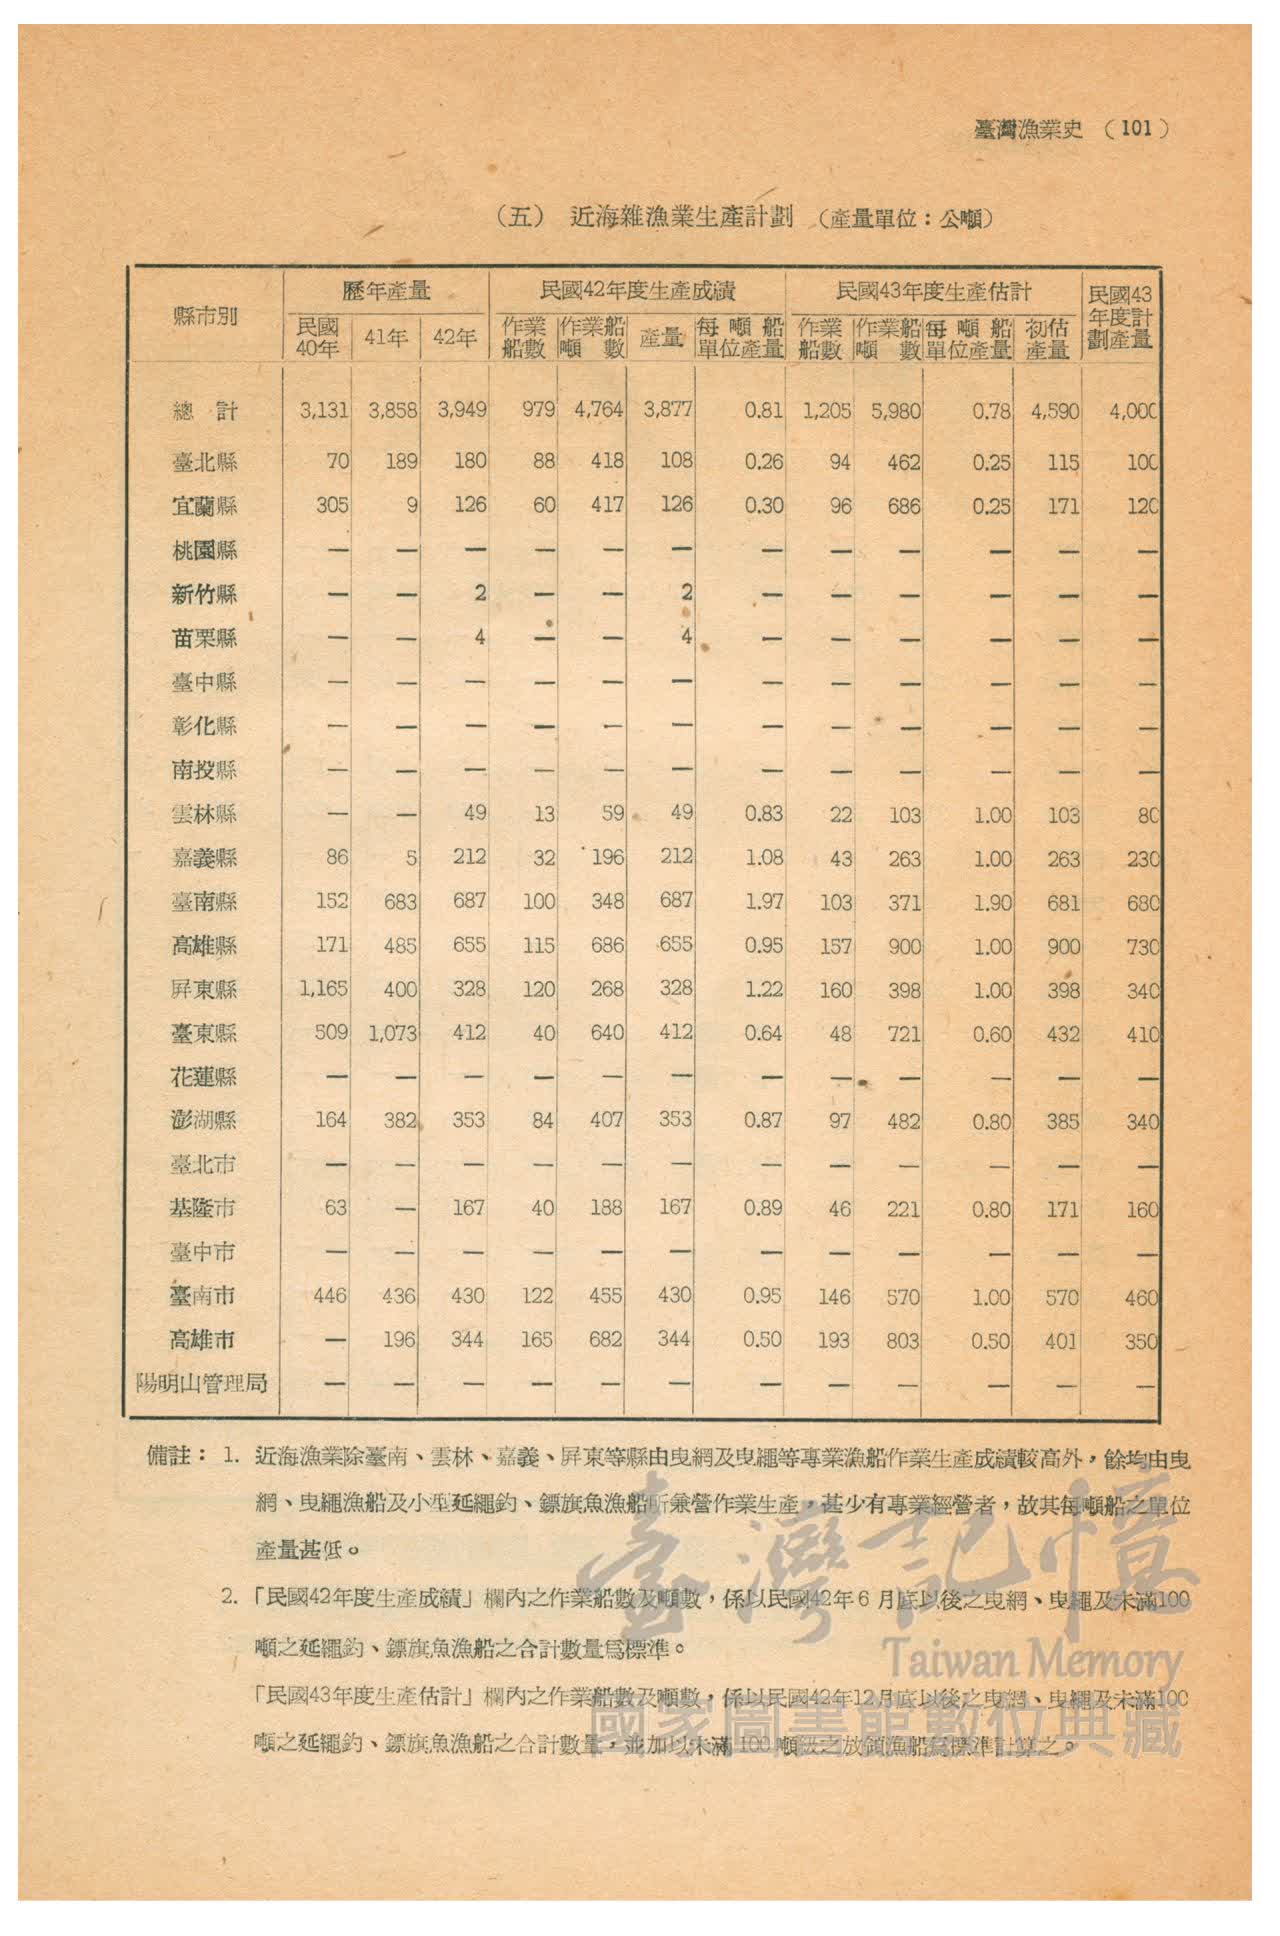 臺灣漁業史 （101）
（五） 近海雜漁業生產計劃 （產量單位：公噸）
縣市別 歷年產量 民國42年度生產成績 民國43年度生產估計 民國43年度計劃產量
民國40年 41年 42年 作業船數 作業船噸數 產量 每噸船單位產量 作業船數 作業船噸數 每噸船單位產量 初估產量
總計 3,131 3,858 3,949 979 4,764 3,877 0.81 1,205 5,980 0.78 4,590 4,000
臺北縣 70 189 180 88 418 108 0.26 94 462 0.25 115 100
宜蘭縣 305 9 126 60 417 126 0.30 96 686 0.25 171 120
桃園縣 — — — — — — — — — — — —
新竹縣 — — 2 — — 2 — — — — — —
苗栗縣 — — 4 — — 4 — — — — — —
臺中縣 — — — — — — — — — — — —
彰化縣 — — — — — — — — — — — —
南投縣 — — — — — — — — — — — —
雲林縣 — — 49 13 59 49 0.83 22 103 1.00 103 80
嘉義縣 86 5 212 32 196 212 1.08 43 263 1.00 263 230
臺南縣 152 683 687 100 348 687 1.97 103 371 1.90 681 680
高雄縣 171 485 655 115 686 655 0.95 157 900 1.00 900 730
屏東縣 1,165 400 328 120 268 328 1.22 160 398 1.00 398 340
臺東縣 509 1,073 412 40 640 412 0.64 48 721 0.60 432 410
花蓮縣 — — — — — — — — — — — —
澎湖縣 164 382 353 84 407 353 0.87 97 482 0.80 385 340
臺北市 — — — — — — — — — — — —
基隆市 63 — 167 40 188 167 0.89 46 221 0.80 171 160
臺中市 — — — — — — — — — — — —
臺南市 446 436 430 122 455 430 0.95 146 570 1.00 570 460
高雄市 — 196 344 165 682 344 0.50 193 803 0.50 401 350
陽明山管理局 — — — — — — — — — — — —
備註：1. 近海漁業除臺南、雲林、嘉義、屏東等縣由曳網及曳繩等專業漁船作業生產成績較高外，餘均由曳
網、曳繩漁船及小型延繩釣、鏢旗魚漁船所兼營作業生產，甚少有專業經營者，故其每噸船之單位
產量甚低。
2. 「民國42年度生產成績」欄內之作業船數及噸數，係以民國42年6月底以後之曳網、曳繩及未滿100
噸之延繩釣、鏢旗魚漁船之合計數量爲標準。
「民國43年度生產估計」欄內之作業船數及噸數，係以民國42年12月底以後之曳網、曳繩及未滿100
噸之延繩釣、鏢旗魚漁船之合計數量，並加以未滿100噸級之放領漁船爲標準計算之。
臺灣記憶
Taiwan Memory
國家圖書館數位典藏